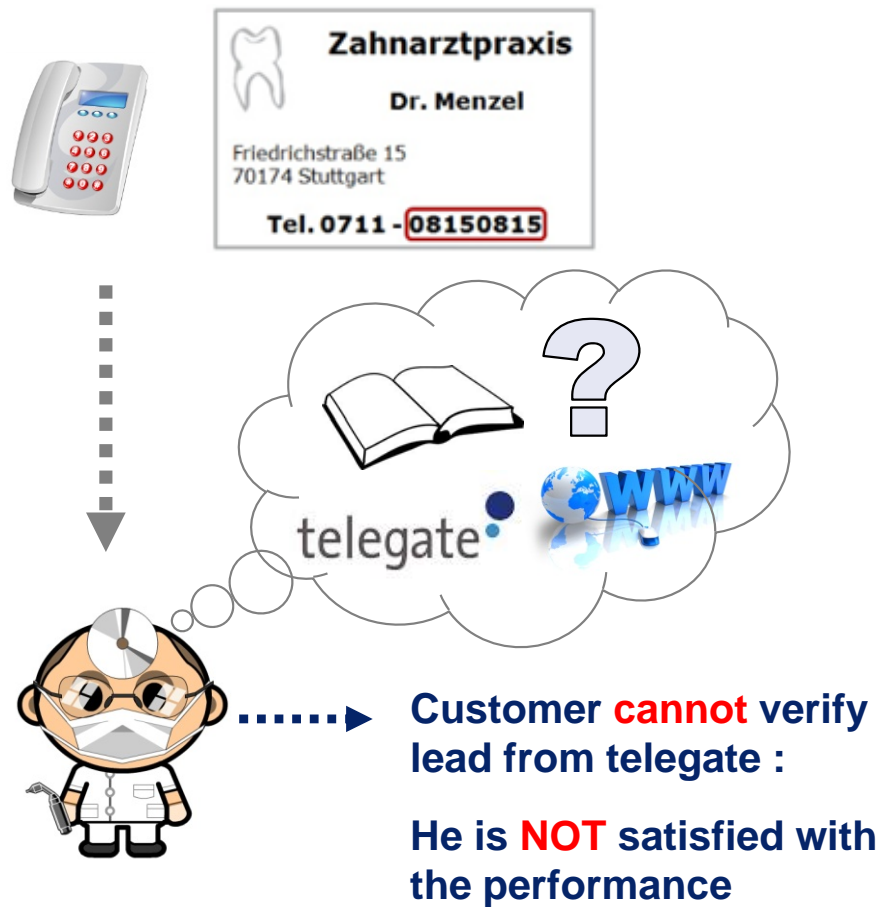 Zahnarztpraxis
Dr. Menzel
Friedrichstraße 15
70174 Stuttgart
Tel. 0711 - 08150815
?
www
telegate
Customer cannot verify
lead from telegate :
He is NOT satisfied with
the performance